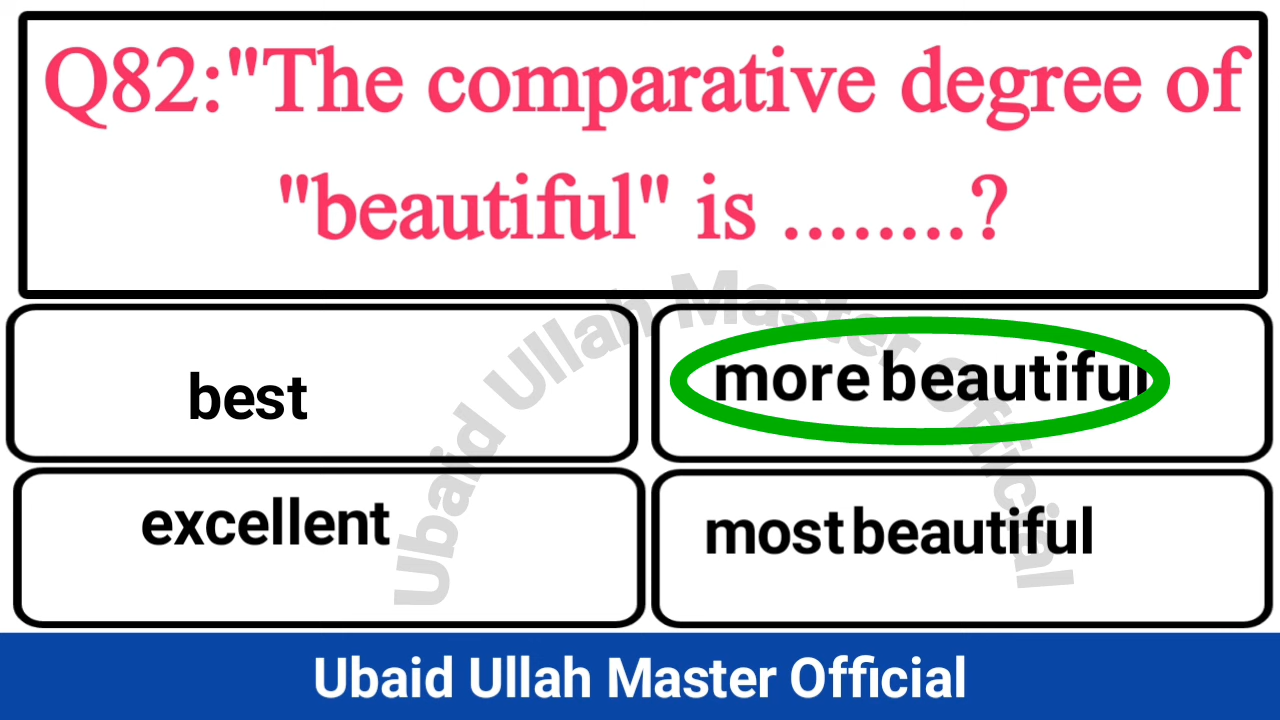 Q82:"The comparative degree of
"beautiful" is ........?
best
more beautiful
excellent
most beautiful
Ubaid Ullah Master Official
Ubaid Ullah Master Official